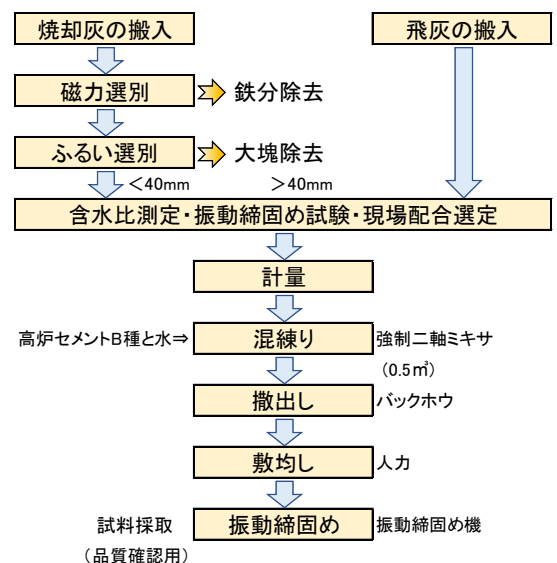 焼却灰の搬入
飛灰の搬入
磁力選別
鉄分除去
ふるい選別
大塊除去
＜40mm
＞40mm
含水比測定・振動締固め試験・現場配合選定
計量
高炉セメントB種と水⇒
混練り
強制二軸ミキサ
（0.5㎥）
撒出し
バックホウ
敷均し
人力
試料採取
（品質確認用）
振動締固め
振動締固め機